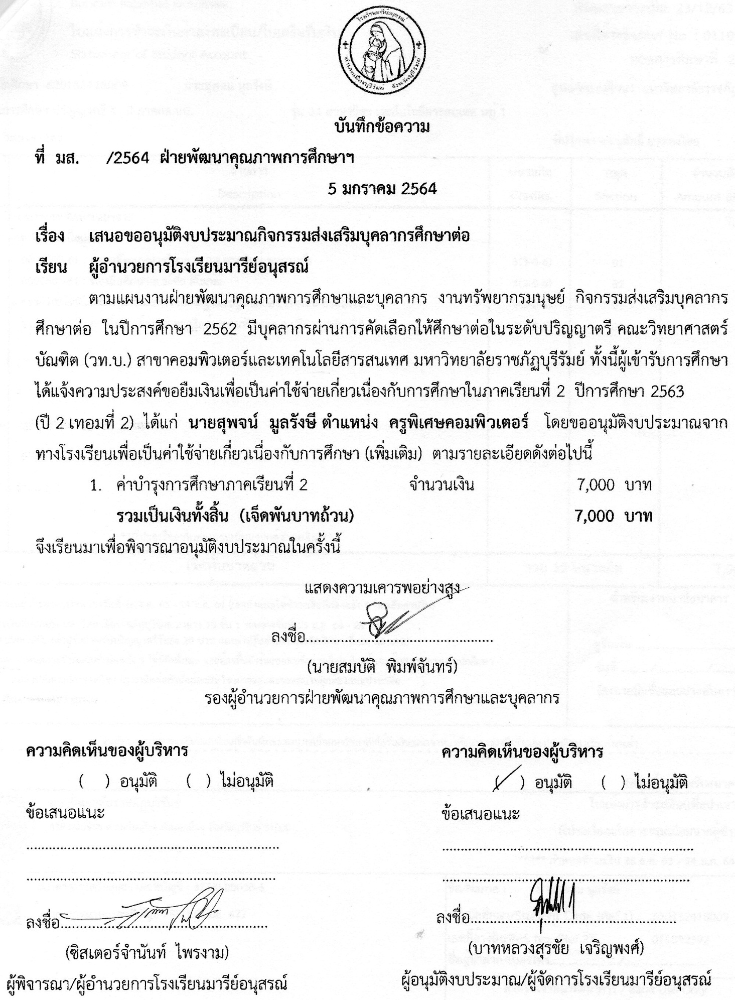 โรงเรียนมารีย์อนุสรณ์
อำเภอเมืองบุรีรัมย์ จังหวัดบุรีรัมย์
บันทึกข้อความ
ที่ มส. /2564 ฝ่ายพัฒนาคุณภาพการศึกษาฯ
5 มกราคม 2564
เรื่อง เสนอขออนุมัติงบประมาณกิจกรรมส่งเสริมบุคลากรศึกษาต่อ
เรียน ผู้อำนวยการโรงเรียนมารีย์อนุสรณ์
ตามแผนงานฝ่ายพัฒนาคุณภาพการศึกษาและบุคลากร งานทรัพยากรมนุษย์ กิจกรรมส่งเสริมบุคลากร
ศึกษาต่อ ในปีการศึกษา 2562 มีบุคลากรผ่านการคัดเลือกให้ศึกษาต่อในระดับปริญญาตรี คณะวิทยาศาสตร์
บัณฑิต (วท.บ.) สาขาคอมพิวเตอร์และเทคโนโลยีสารสนเทศ มหาวิทยาลัยราชภัฏบุรีรัมย์ ทั้งนี้ผู้เข้ารับการศึกษา
ได้แจ้งความประสงค์ขอยืมเงินเพื่อเป็นค่าใช้จ่ายเกี่ยวเนื่องกับการศึกษาในภาคเรียนที่ 2 ปีการศึกษา 2563
(ปี 2 เทอมที่ 2) ได้แก่ นายสุพจน์ มูลรังษี ตำแหน่ง ครูพิเศษคอมพิวเตอร์ โดยขออนุมัติงบประมาณจาก
ทางโรงเรียนเพื่อเป็นค่าใช้จ่ายเกี่ยวเนื่องกับการศึกษา (เพิ่มเติม) ตามรายละเอียดดังต่อไปนี้
1. ค่าบำรุงการศึกษาภาคเรียนที่ 2 จำนวนเงิน 7,000 บาท
รวมเป็นเงินทั้งสิ้น (เจ็ดพันบาทถ้วน) 7,000 บาท
จึงเรียนมาเพื่อพิจารณาอนุมัติงบประมาณในครั้งนี้
แสดงความเคารพอย่างสูง
ลงชื่อ..................................................
(นายสมบัติ พิมพ์จันทร์)
รองผู้อำนวยการฝ่ายพัฒนาคุณภาพการศึกษาและบุคลากร
ความคิดเห็นของผู้บริหาร ความคิดเห็นของผู้บริหาร
( ) อนุมัติ ( ) ไม่อนุมัติ (/) อนุมัติ ( ) ไม่อนุมัติ
ข้อเสนอแนะ ข้อเสนอแนะ
.................................................................. ..................................................................
.................................................................. ..................................................................
ลงชื่อ...................................................... ลงชื่อ......................................................
(ซิสเตอร์จำนันท์ ไพรงาม) (บาทหลวงสุรชัย เจริญพงศ์)
ผู้พิจารณา/ผู้อำนวยการโรงเรียนมารีย์อนุสรณ์ ผู้อนุมัติงบประมาณ/ผู้จัดการโรงเรียนมารีย์อนุสรณ์